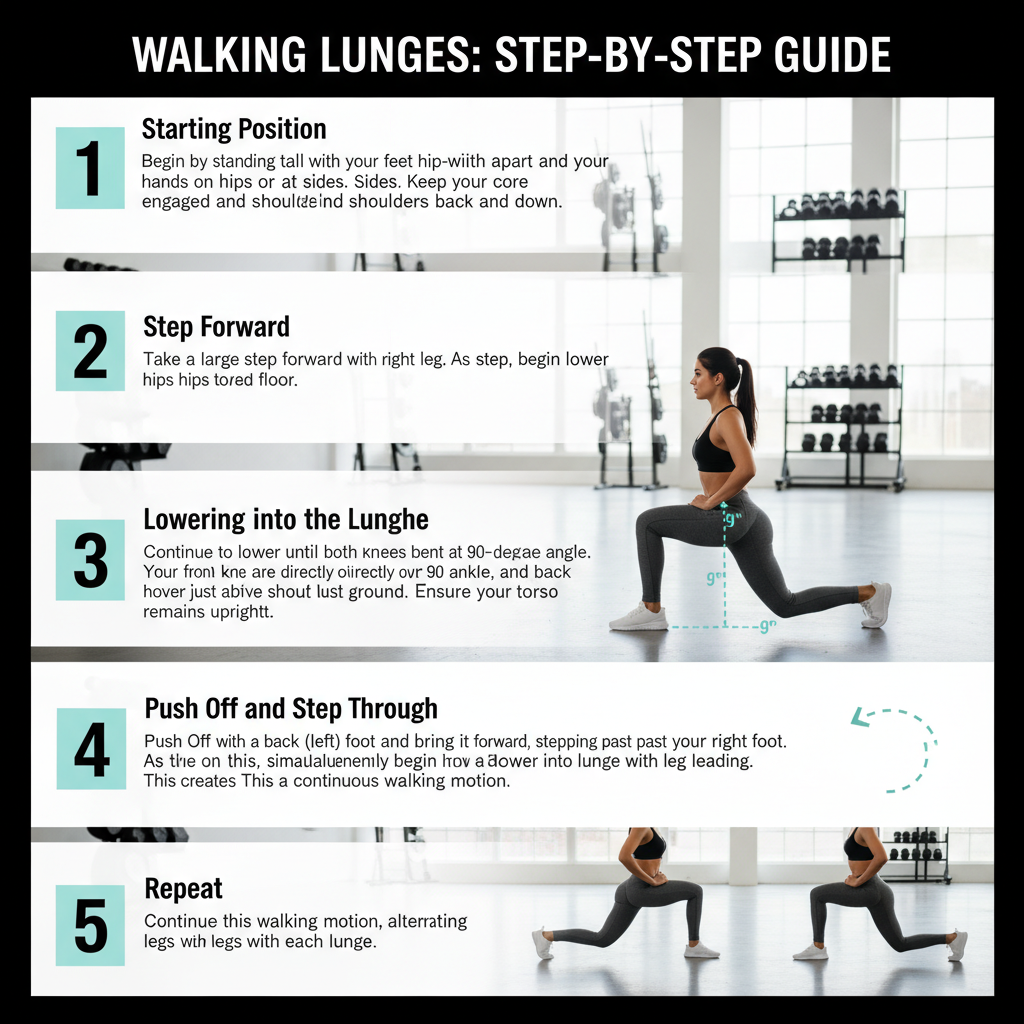 WALKING LUNGES: STEP-BY-STEP GUIDE
1
Starting Position
Begin by standing tall with your feet hip-wiith apart and your
hands on hips or at sides. Sides. Keep your core
engaged and shoulders back and down.
2
Step Forward
Take a large step forward with right leg. As step, begin lower
hips hips tored floor.
3
Lowering into the Lunghe
Continue to lower until both knees bent at 90-degae angle.
Your front kne are directly oiirectly ovr 90 ankle, and back
hover just abive shout lust ground. Ensure your torso
remains uprightt.
9"
9"
9"
4
Push Off and Step Through
Push Off with a back (left) foot and bring it forward, stepping past past your right foot.
As the on this, begin lower into lunge with leg leading.
This creates This a continuous walking motion.
5
Repeat
Continue this walking motion, alterrating
legs wih legs with each lunge.